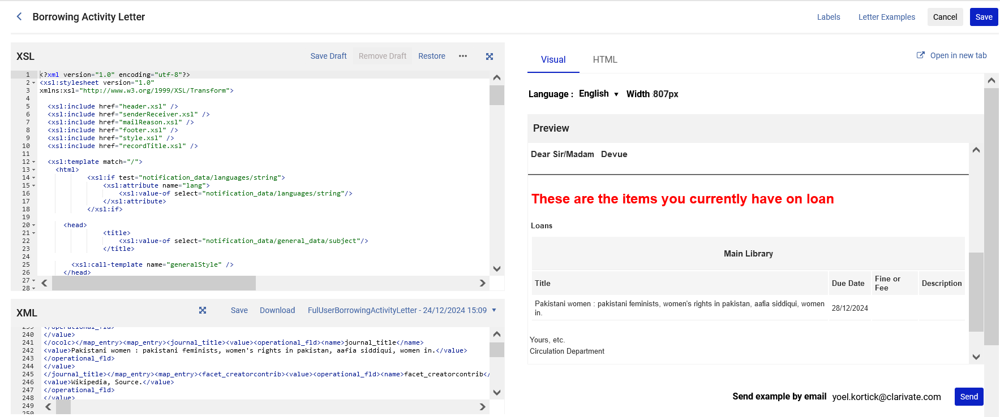 Borrowing Activity Letter
Labels
Letter Examples
Cancel
Save
XSL
Save Draft
Remove Draft
Restore
1 <?xml version="1.0" encoding="utf-8"?>
2 <xsl:stylesheet version="1.0"
3 xmlns:xsl="http://www.w3.org/1999/XSL/Transform">
4
5 <xsl:include href="header.xsl" />
6 <xsl:include href="senderReceiver.xsl" />
7 <xsl:include href="mailReason.xsl" />
8 <xsl:include href="footer.xsl" />
9 <xsl:include href="style.xsl" />
10 <xsl:include href="recordTitle.xsl" />
11
12 <xsl:template match="/">
13 <html>
14 <xsl:if test="notification_data/languages/string">
15 <xsl:attribute name="lang">
16 <xsl:value-of select="notification_data/languages/string"/>
17 </xsl:attribute>
18 </xsl:if>
19
20 <head>
21 <title>
22 <xsl:value-of select="notification_data/general_data/subject"/>
23 </title>
24
25 <xsl:call-template name="generalStyle" />
26 </head>
27
28
XML
Save
Download
FulUserBorrowingActivityLetter - 24/12/2024 15:09
239 </operational_fld>
240 </value>
241 </ocolc></map_entry><map_entry><journal_title><value><operational_fld><name>journal_title</name>
242 <value>Pakistani women : pakistani feminists, women's rights in pakistan, aafia siddiqui, women in.</value>
243 </operational_fld>
244 </value>
245 </journal_title></map_entry><map_entry><facet_creatorcontrib><value><operational_fld><name>facet_creatorcontrib</
246 <value>Wikipedia, Source.</value>
247 </operational_fld>
248 </value>
249
250
Visual
HTML
Open in new tab
Language : English Width :807px
Preview
Dear Sir/Madam Devue
These are the items you currently have on loan
Loans
Main Library
Title
Due Date
Fine or
Fee
Description
Pakistani women : pakistani feminists, women's rights in pakistan, aafia siddiqui, women
in.
28/12/2024
Yours, etc.
Circulation Department
Send example by email yoel.kortick@clarivate.com
Send